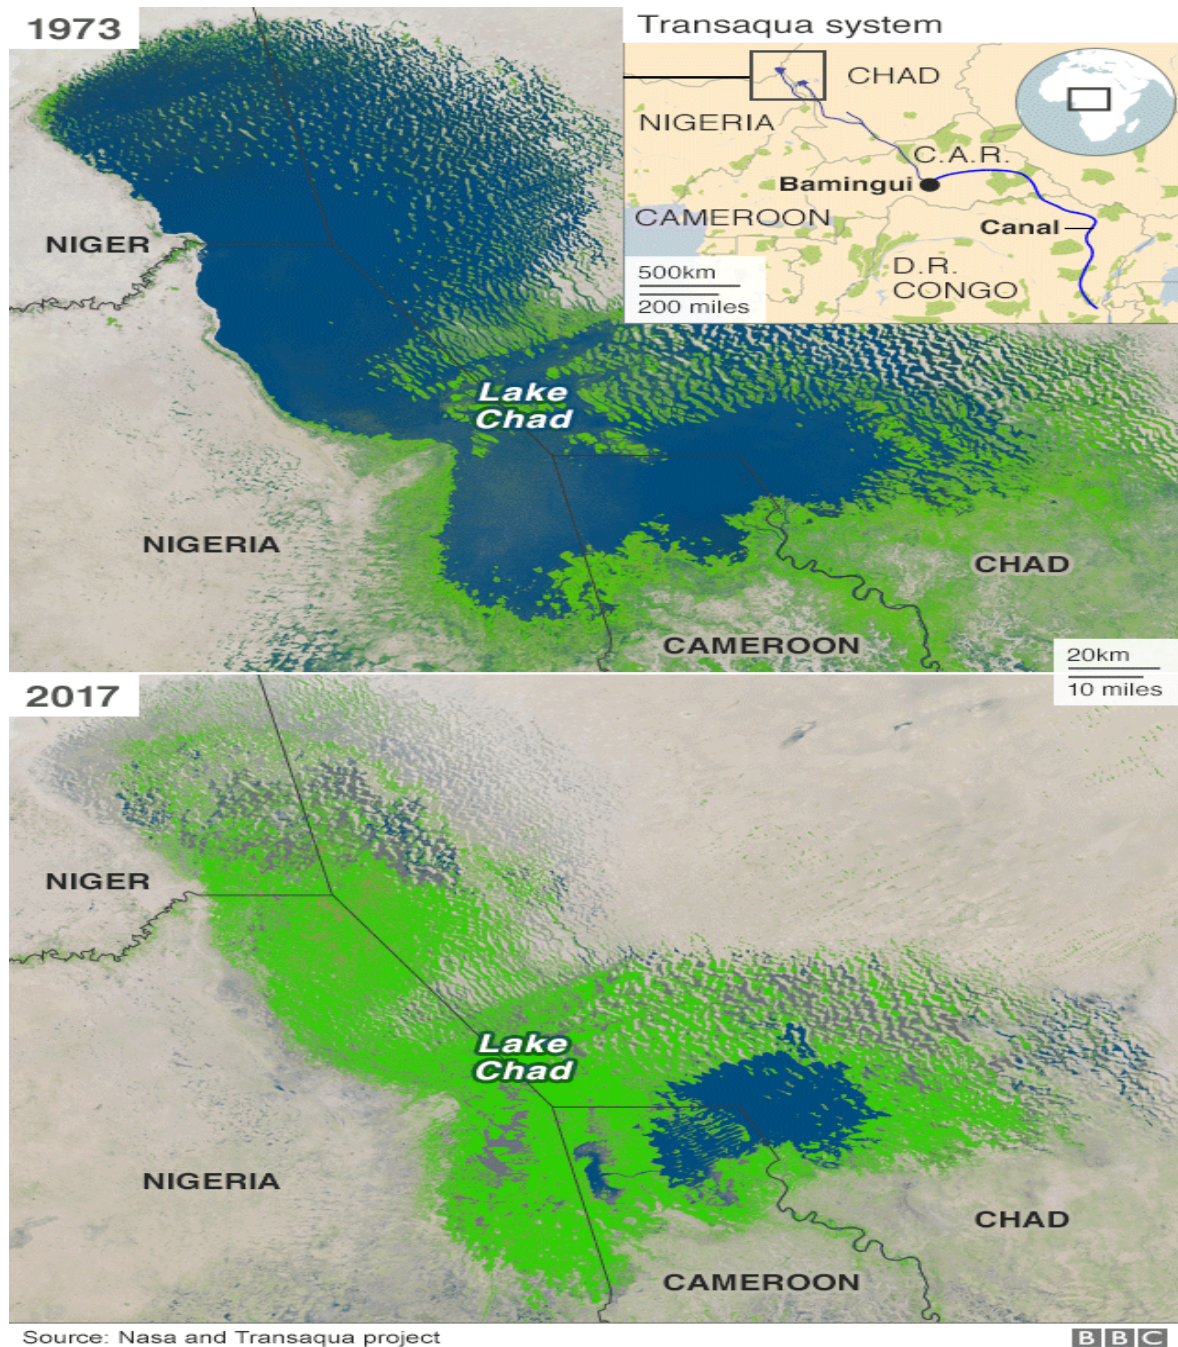 1973
Transaqua system
CHAD
NIGERIA
C.A.R.
Bamingui
CAMEROON
Canal
D.R.
CONGO
500km
200 miles
NIGER
Lake
Chad
NIGERIA
CHAD
CAMEROON
20km
10 miles
2017
NIGER
Lake
Chad
NIGERIA
CHAD
CAMEROON
Source: Nasa and Transaqua project
BBC